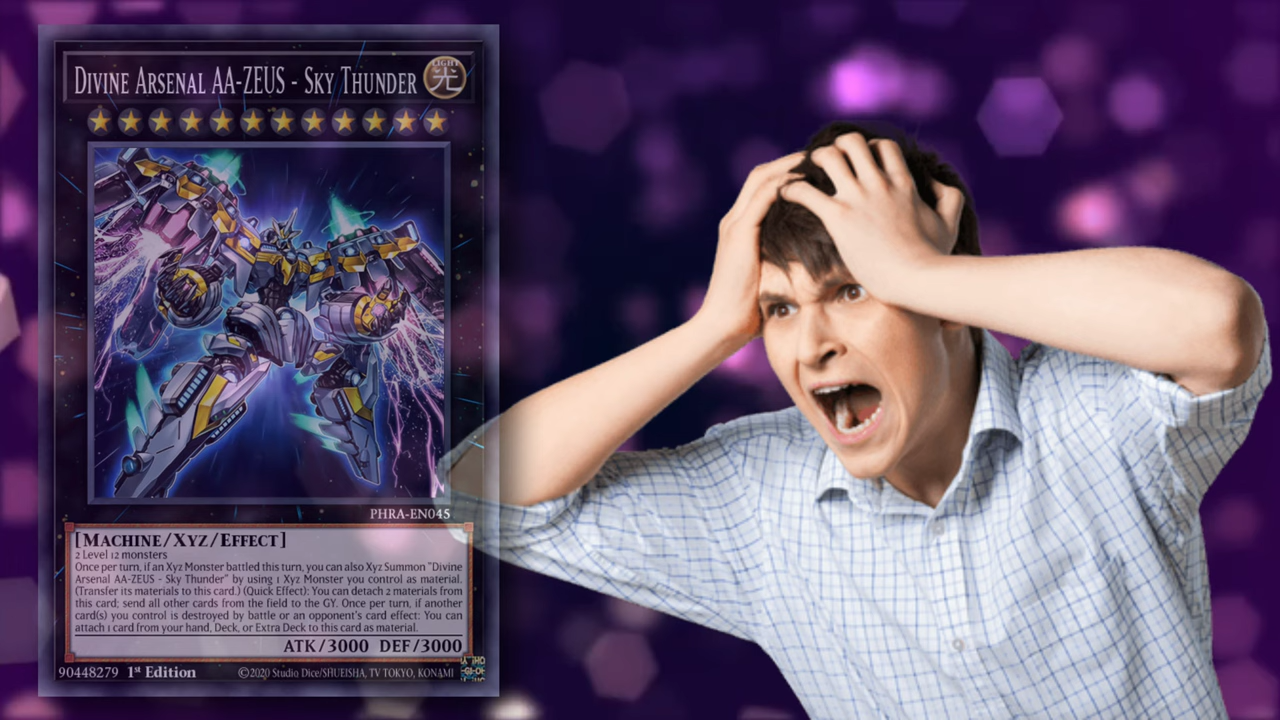 DIVINE ARSENAL AA-ZEUS - SKY THUNDER
LIGHT
光
PHRA-EN045
[MACHINE/XYZ/EFFECT]
2 Level 12 monsters
Once per turn, if an Xyz Monster battled this turn, you can also Xyz Summon "Divine
Arsenal AA-ZEUS - Sky Thunder" by using 1 Xyz Monster you control as material.
(Transfer its materials to this card.) (Quick Effect): You can detach 2 materials from
this card; send all other cards from the field to the GY. Once per turn, if another
card(s) you control is destroyed by battle or an opponent's card effect: You can
attach 1 card from your hand, Deck, or Extra Deck to this card as material.
ATK/3000 DEF/3000
90448279 1st Edition ©2020 Studio Dice/SHUEISHA, TV TOKYO, KONAMI